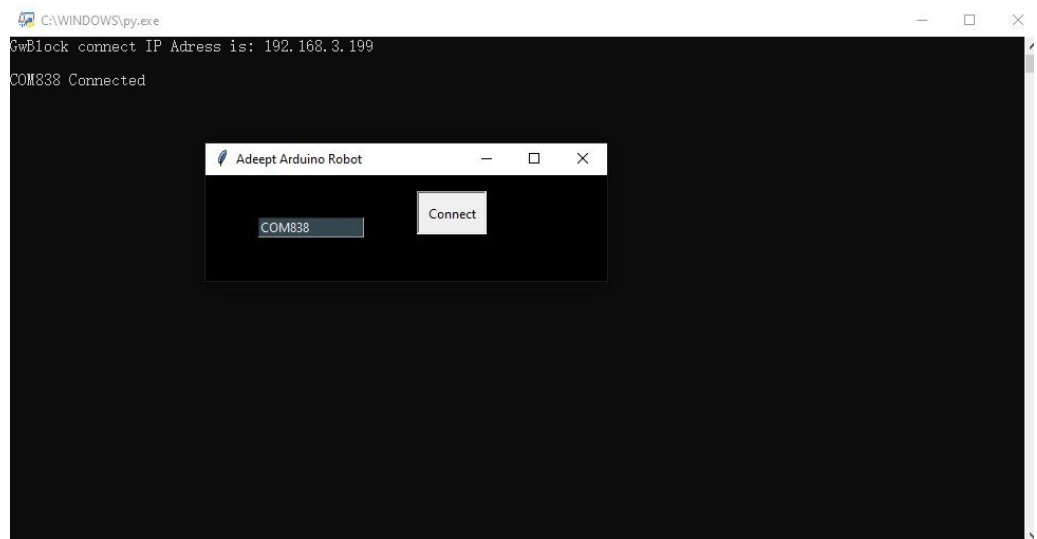 C:\WINDOWS\py.exe
GwBlock connect IP Adress is: 192.168.3.199
COM838 Connected
Adeept Arduino Robot
Connect
COM838